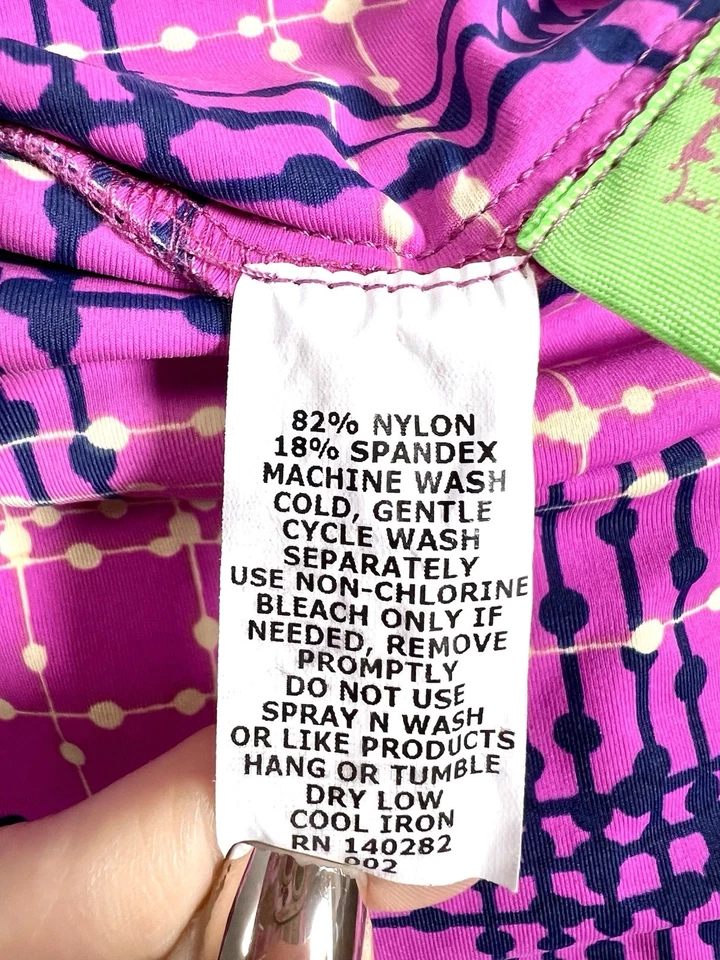 82% NYLON
18% SPANDEX
MACHINE WASH
COLD, GENTLE
CYCLE WASH
SEPARATELY
USE NON-CHLORINE
BLEACH ONLY IF
NEEDED, REMOVE
PROMPTLY
DO NOT USE
SPRAY N WASH
OR LIKE PRODUCTS
HANG OR TUMBLE
DRY LOW
COOL IRON
RN 140282
002